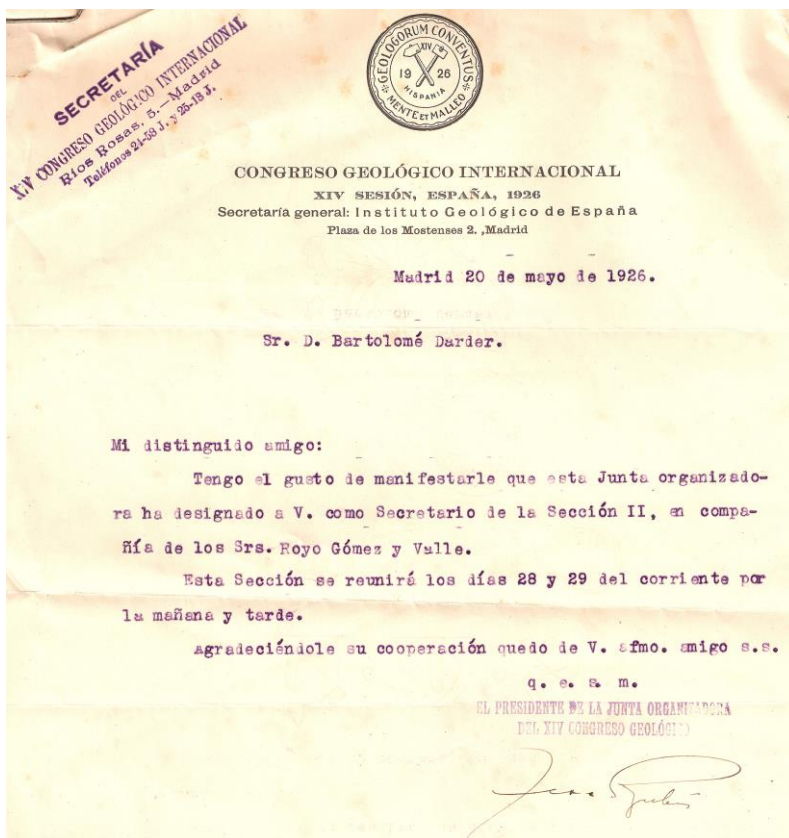 SECRETARÍA
DEL
XIV CONGRESO GEOLÓGICO INTERNACIONAL
Ríos Rosas, 5.—Madrid
Teléfonos 24-59 J. y 25-13 J.
GEOLOGORUM CONVENTUS
XIV
19 26
HISPANIA
MENTE ET MALLEO
CONGRESO GEOLÓGICO INTERNACIONAL
XIV SESIÓN, ESPAÑA, 1926
Secretaría general: Instituto Geológico de España
Plaza de los Mostenses 2. ,Madrid
Madrid 20 de mayo de 1926.
Sr. D. Bartolomé Darder.
Mi distinguido amigo:
Tengo el gusto de manifestarle que esta Junta organizado-
ra ha designado a V. como Secretario de la Sección II, en compa-
ñía de los Srs. Royo Gómez y Valle.
Esta Sección se reunirá los días 28 y 29 del corriente por
la mañana y tarde.
Agradeciéndole su cooperación quedo de V. afmo. amigo s.s.
q. e. s. m.
EL PRESIDENTE DE LA JUNTA ORGANIZADORA
DEL XIV CONGRESO GEOLÓGICO